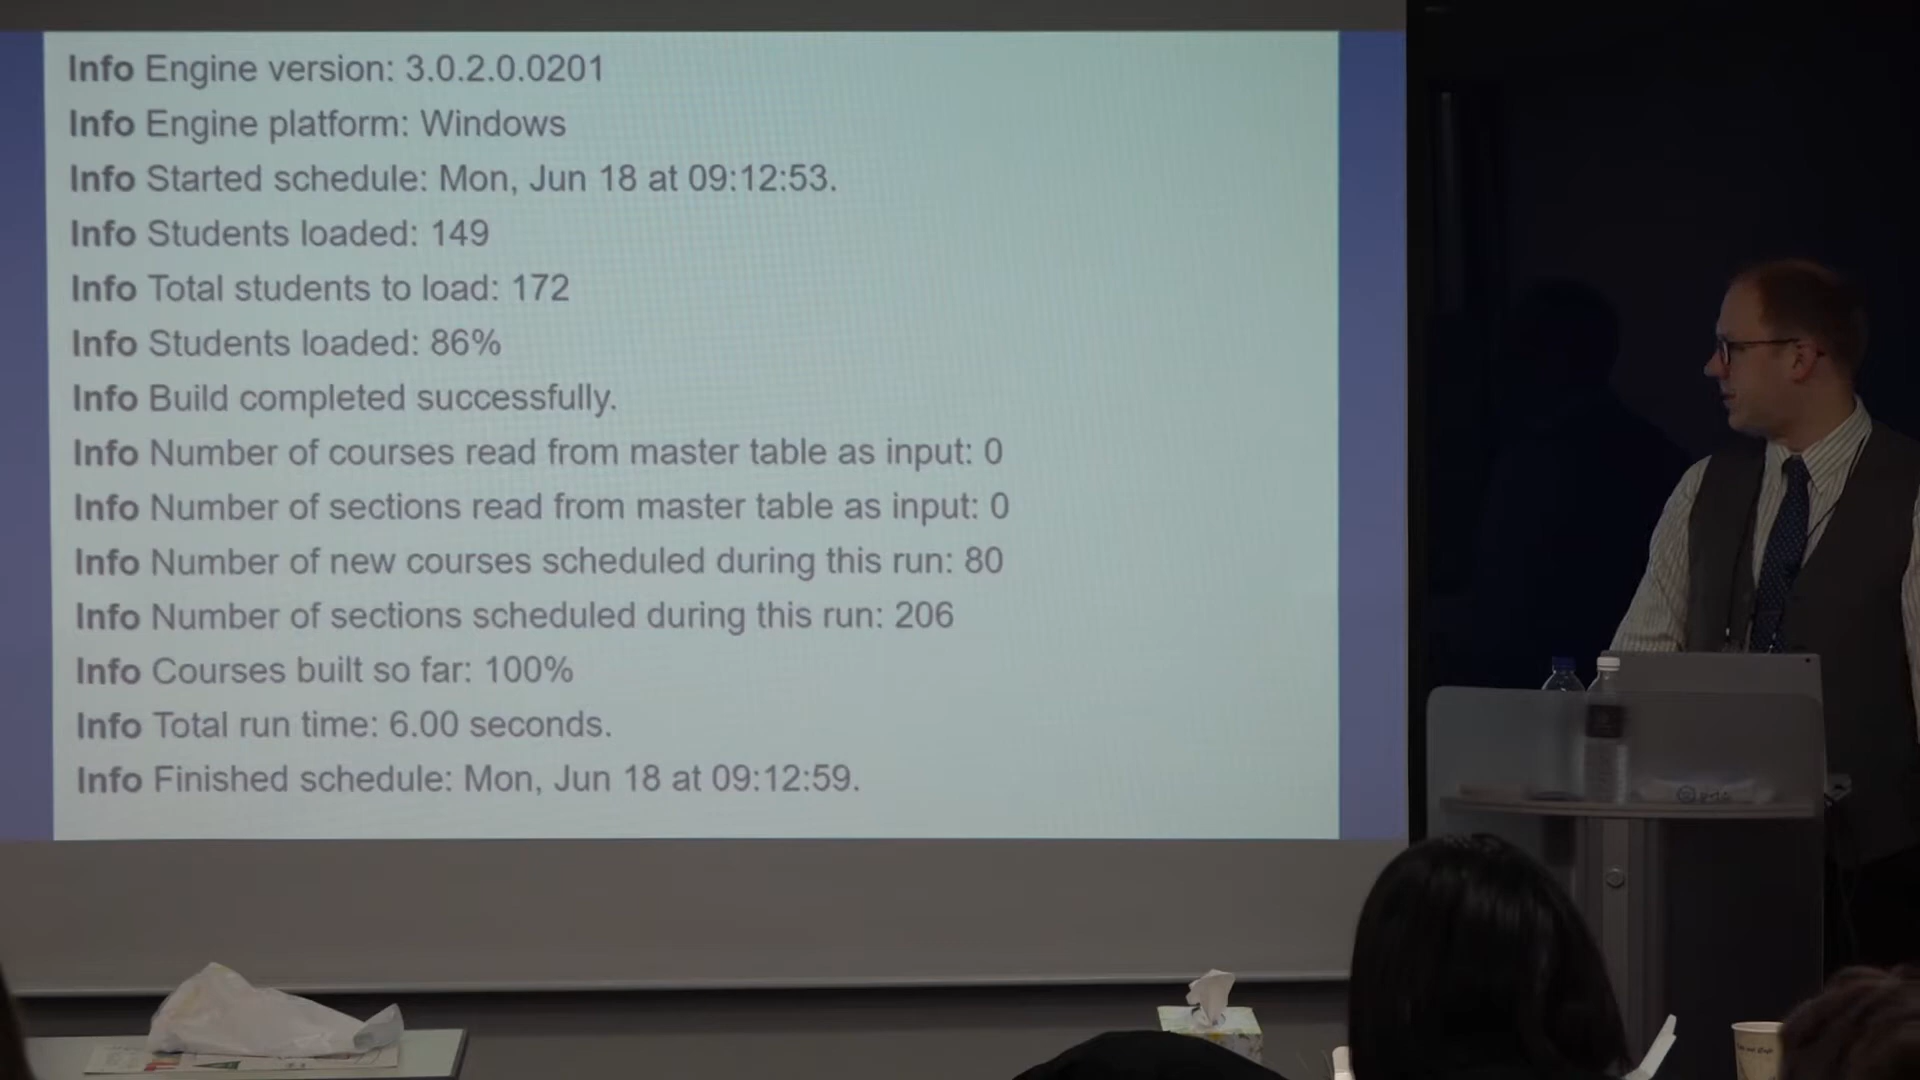 Info Engine version: 3.0.2.0.0201
Info Engine platform: Windows
Info Started schedule: Mon, Jun 18 at 09:12:53.
Info Students loaded: 149
Info Total students to load: 172
Info Students loaded: 86%
Info Build completed successfully.
Info Number of courses read from master table as input: 0
Info Number of sections read from master table as input: 0
Info Number of new courses scheduled during this run: 80
Info Number of sections scheduled during this run: 206
Info Courses built so far: 100%
Info Total run time: 6.00 seconds.
Info Finished schedule: Mon, Jun 18 at 09:12:59.